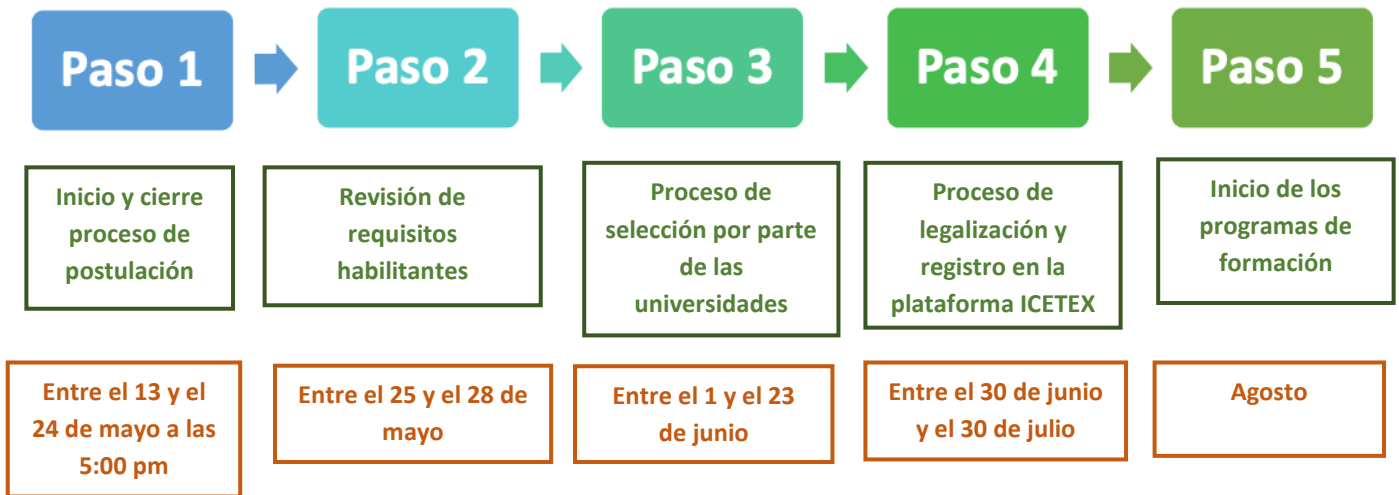 Paso 1
Paso 2
Paso 3
Paso 4
Paso 5
Inicio y cierre
proceso de
postulación
Revisión de
requisitos
habilitantes
Proceso de
selección por parte
de las
universidades
Proceso de
legalización y
registro en la
plataforma ICETEX
Inicio de los
programas de
formación
Entre el 13 y el
24 de mayo a las
5:00 pm
Entre el 25 y el 28 de
mayo
Entre el 1 y el 23
de junio
Entre el 30 de junio
y el 30 de julio
Agosto